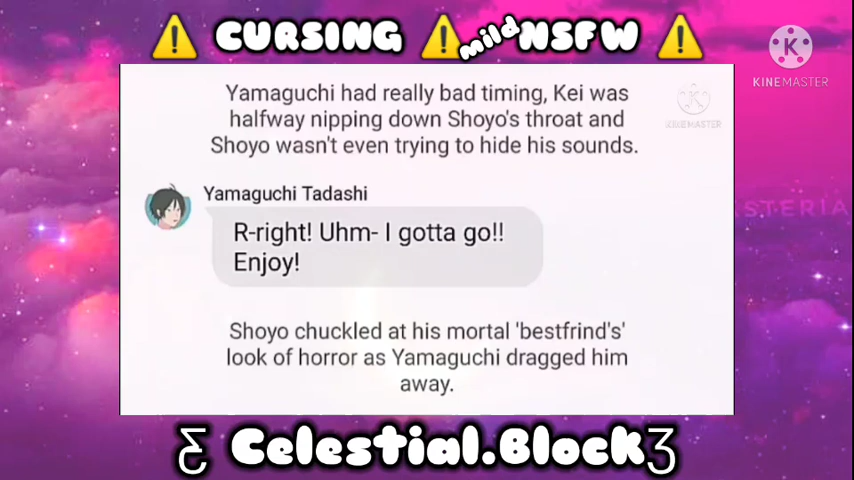 ⚠️ CURSING ⚠️ mild NSFW ⚠️
KINEMASTER
Yamaguchi had really bad timing, Kei was
halfway nipping down Shoyo's throat and
Shoyo wasn't even trying to hide his sounds.
KINEMASTER
Yamaguchi Tadashi
R-right! Uhm- I gotta go!!
Enjoy!
STERIA
Shoyo chuckled at his mortal 'bestfrind's'
look of horror as Yamaguchi dragged him
away.
Ƹ Celestial.BlockƷ